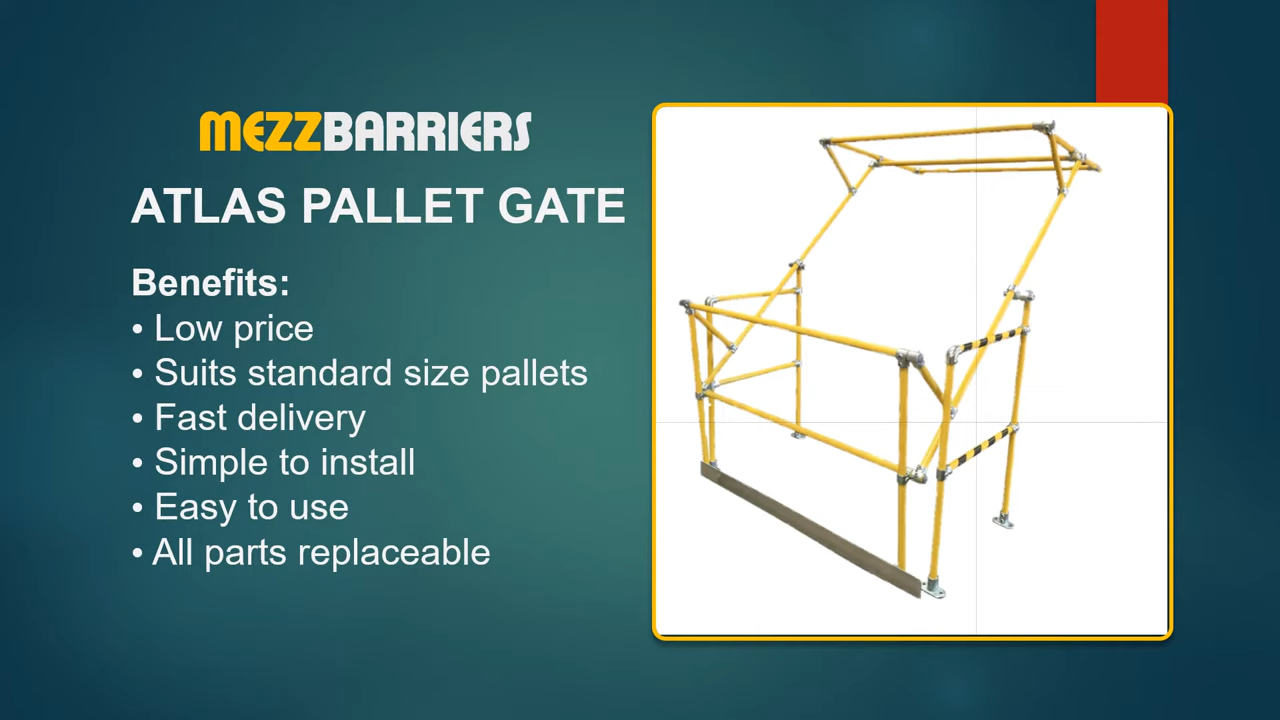 MEZZBARRIERS
ATLAS PALLET GATE
Benefits:
• Low price
• Suits standard size pallets
• Fast delivery
• Simple to install
• Easy to use
• All parts replaceable